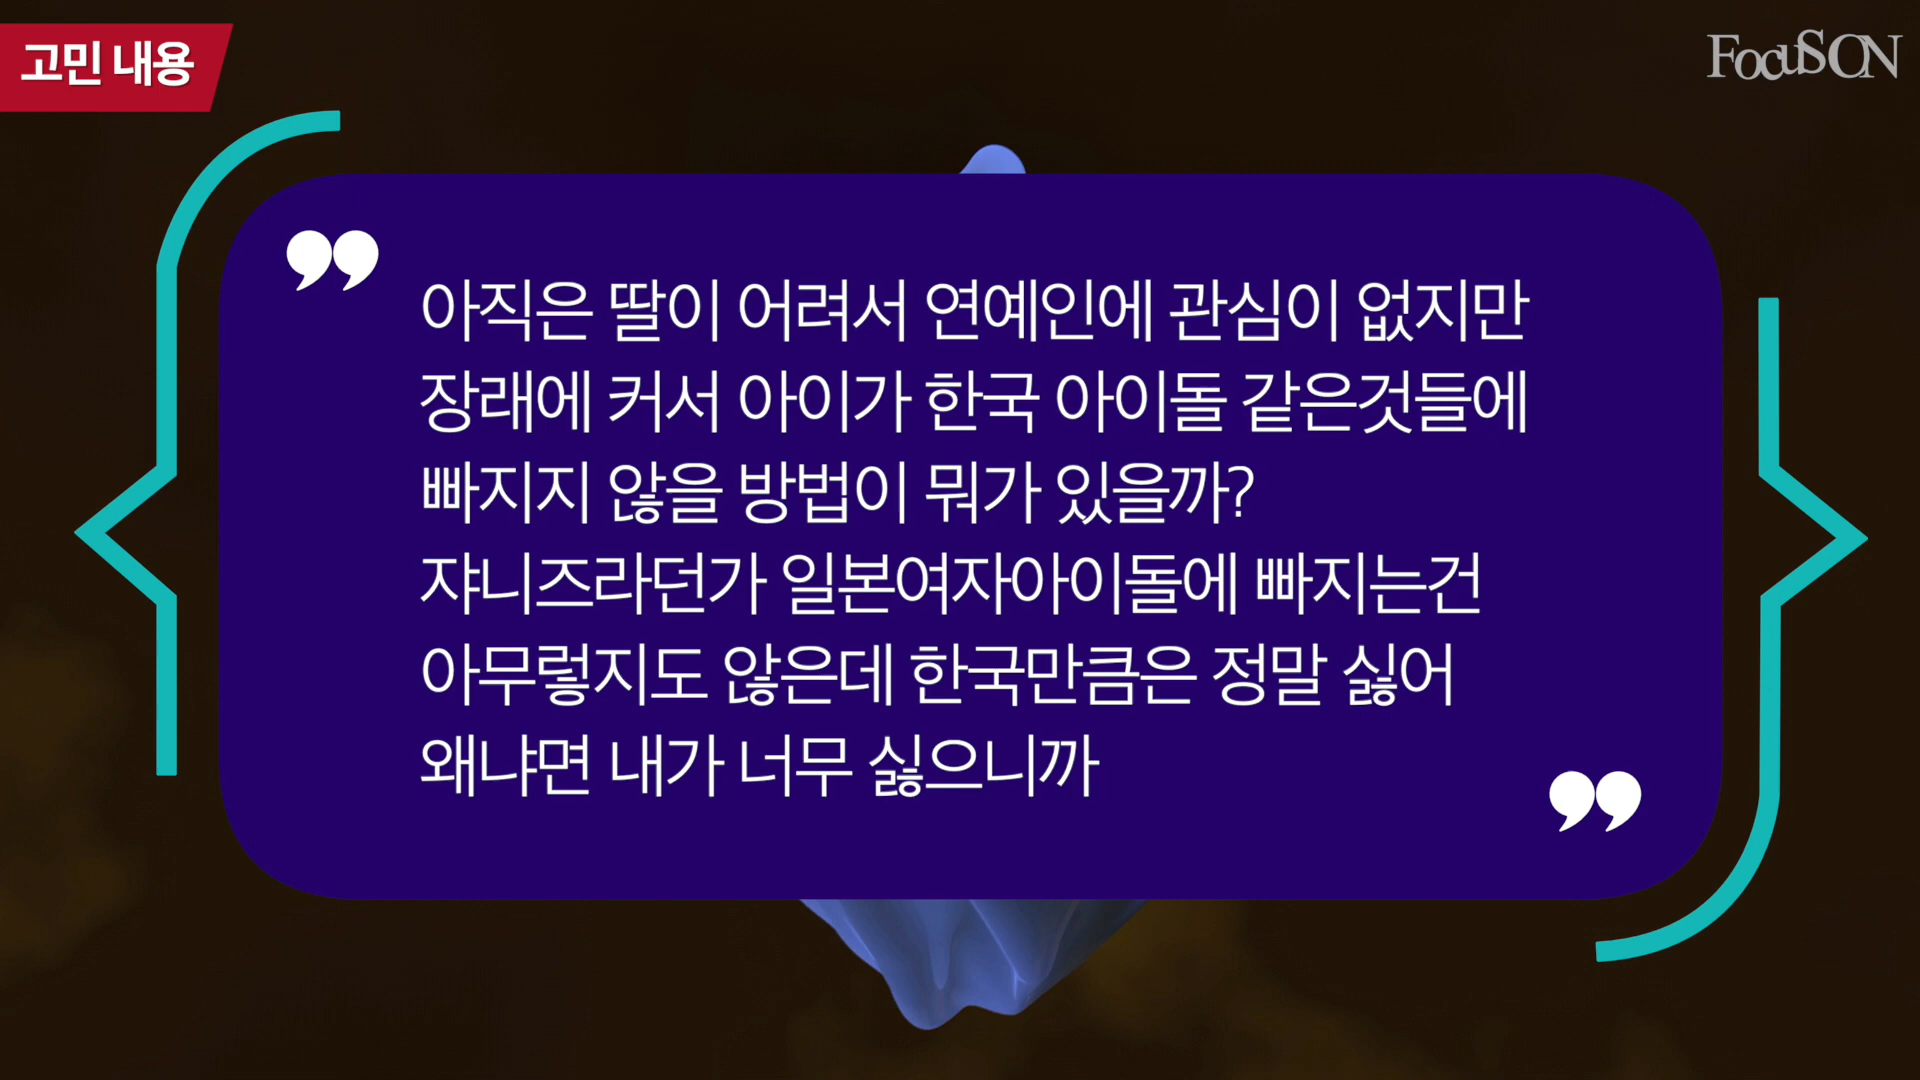 고민 내용
FocuSON
아직은 딸이 어려서 연예인에 관심이 없지만
장래에 커서 아이가 한국 아이돌 같은것들에
빠지지 않을 방법이 뭐가 있을까?
쟈니즈라던가 일본여자아이돌에 빠지는건
아무렇지도 않은데 한국만큼은 정말 싫어
왜냐면 내가 너무 싫으니까